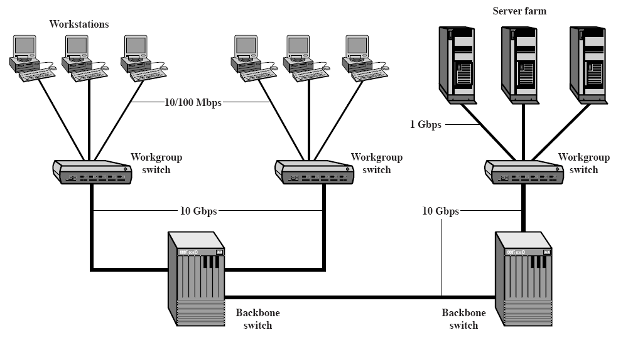 Server farm
Workstations
10/100 Mbps
1 Gbps
Workgroup
switch
Workgroup
switch
Workgroup
switch
10 Gbps
10 Gbps
Backbone
switch
Backbone
switch